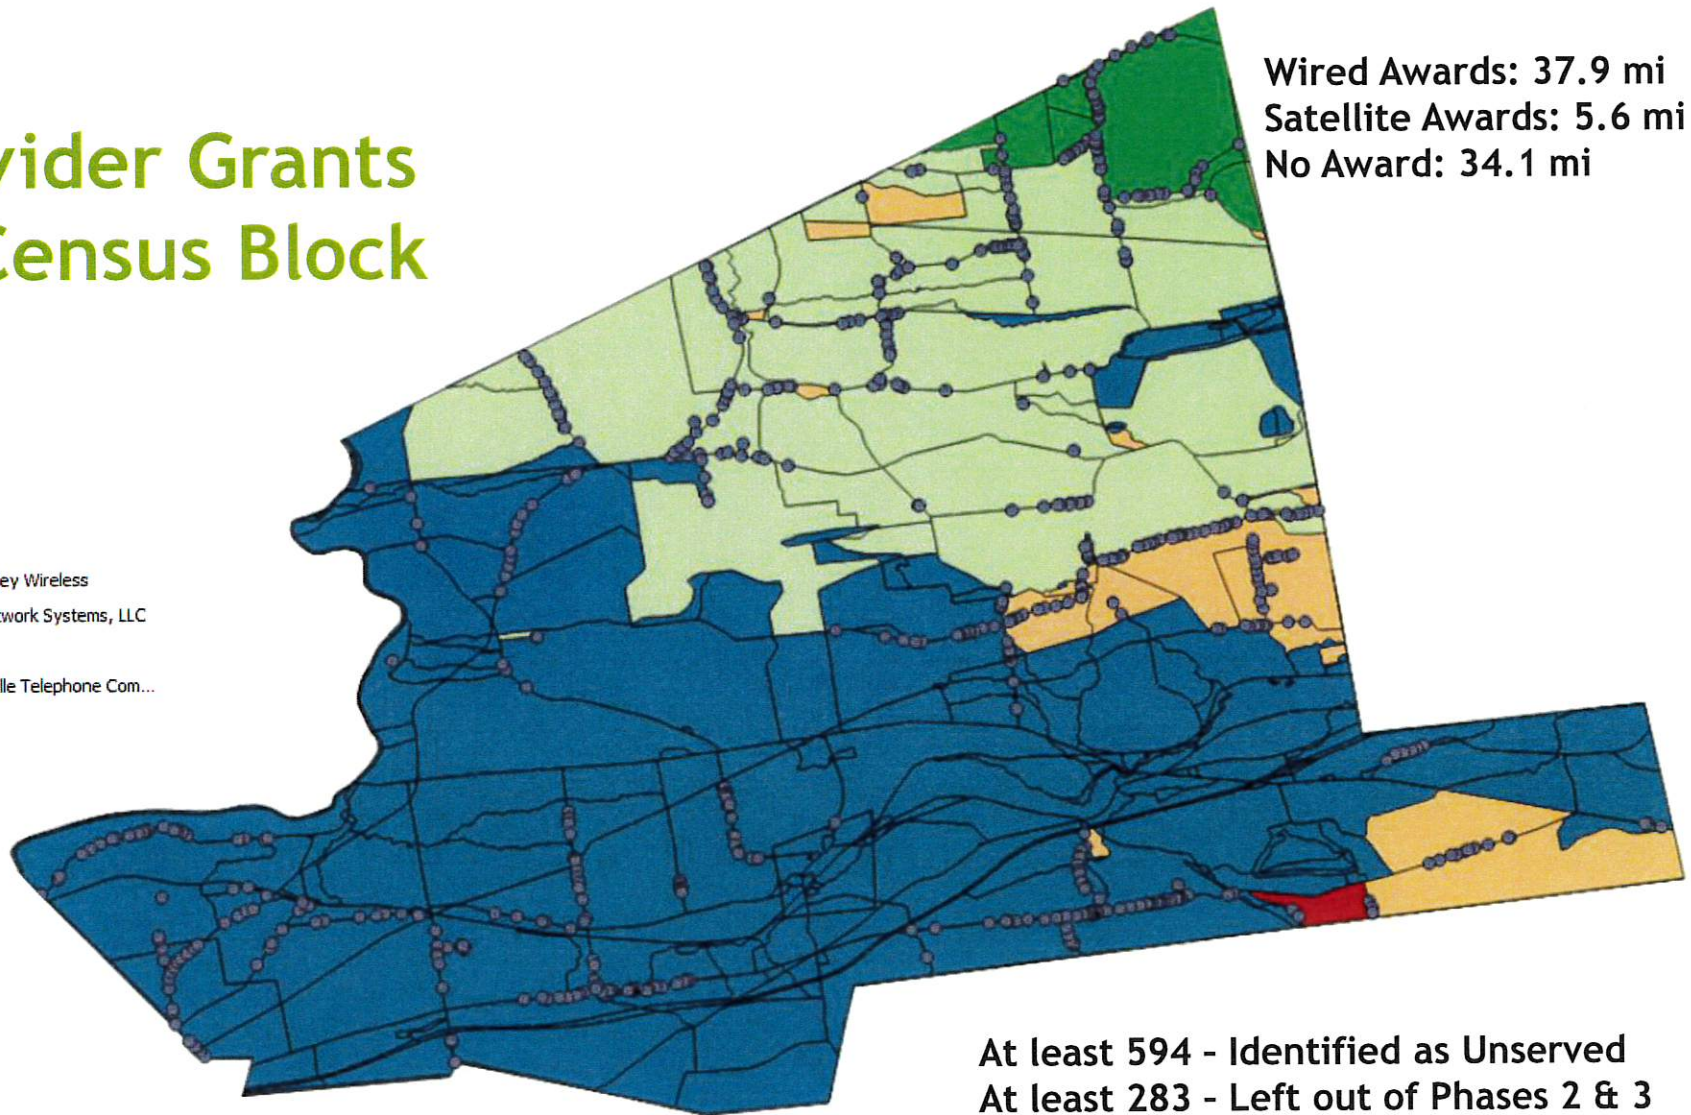 vider Grants
Census Block
Wired Awards: 37.9 mi
Satellite Awards: 5.6 mi
No Award: 34.1 mi
ey Wireless
work Systems, LLC
lle Telephone Com...
At least 594 - Identified as Unserved
At least 283 - Left out of Phases 2 & 3